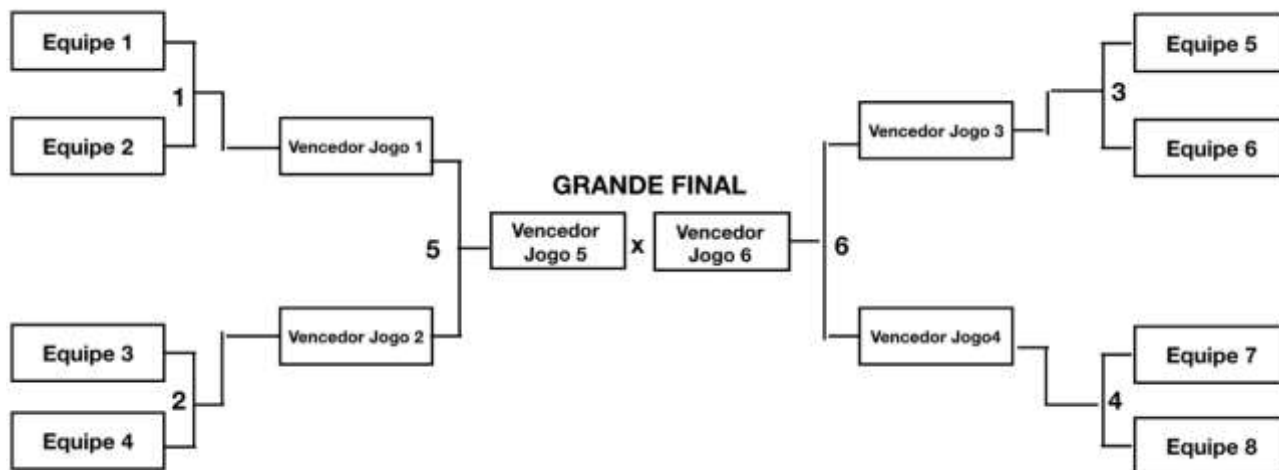 Equipe 1
1
Equipe 2
Vencedor Jogo 1
Equipe 3
2
Equipe 4
Vencedor Jogo 2
5
GRANDE FINAL
Vencedor
Jogo 5
x
Vencedor
Jogo 6
6
Vencedor Jogo 3
Vencedor Jogo4
Equipe 5
3
Equipe 6
Equipe 7
4
Equipe 8